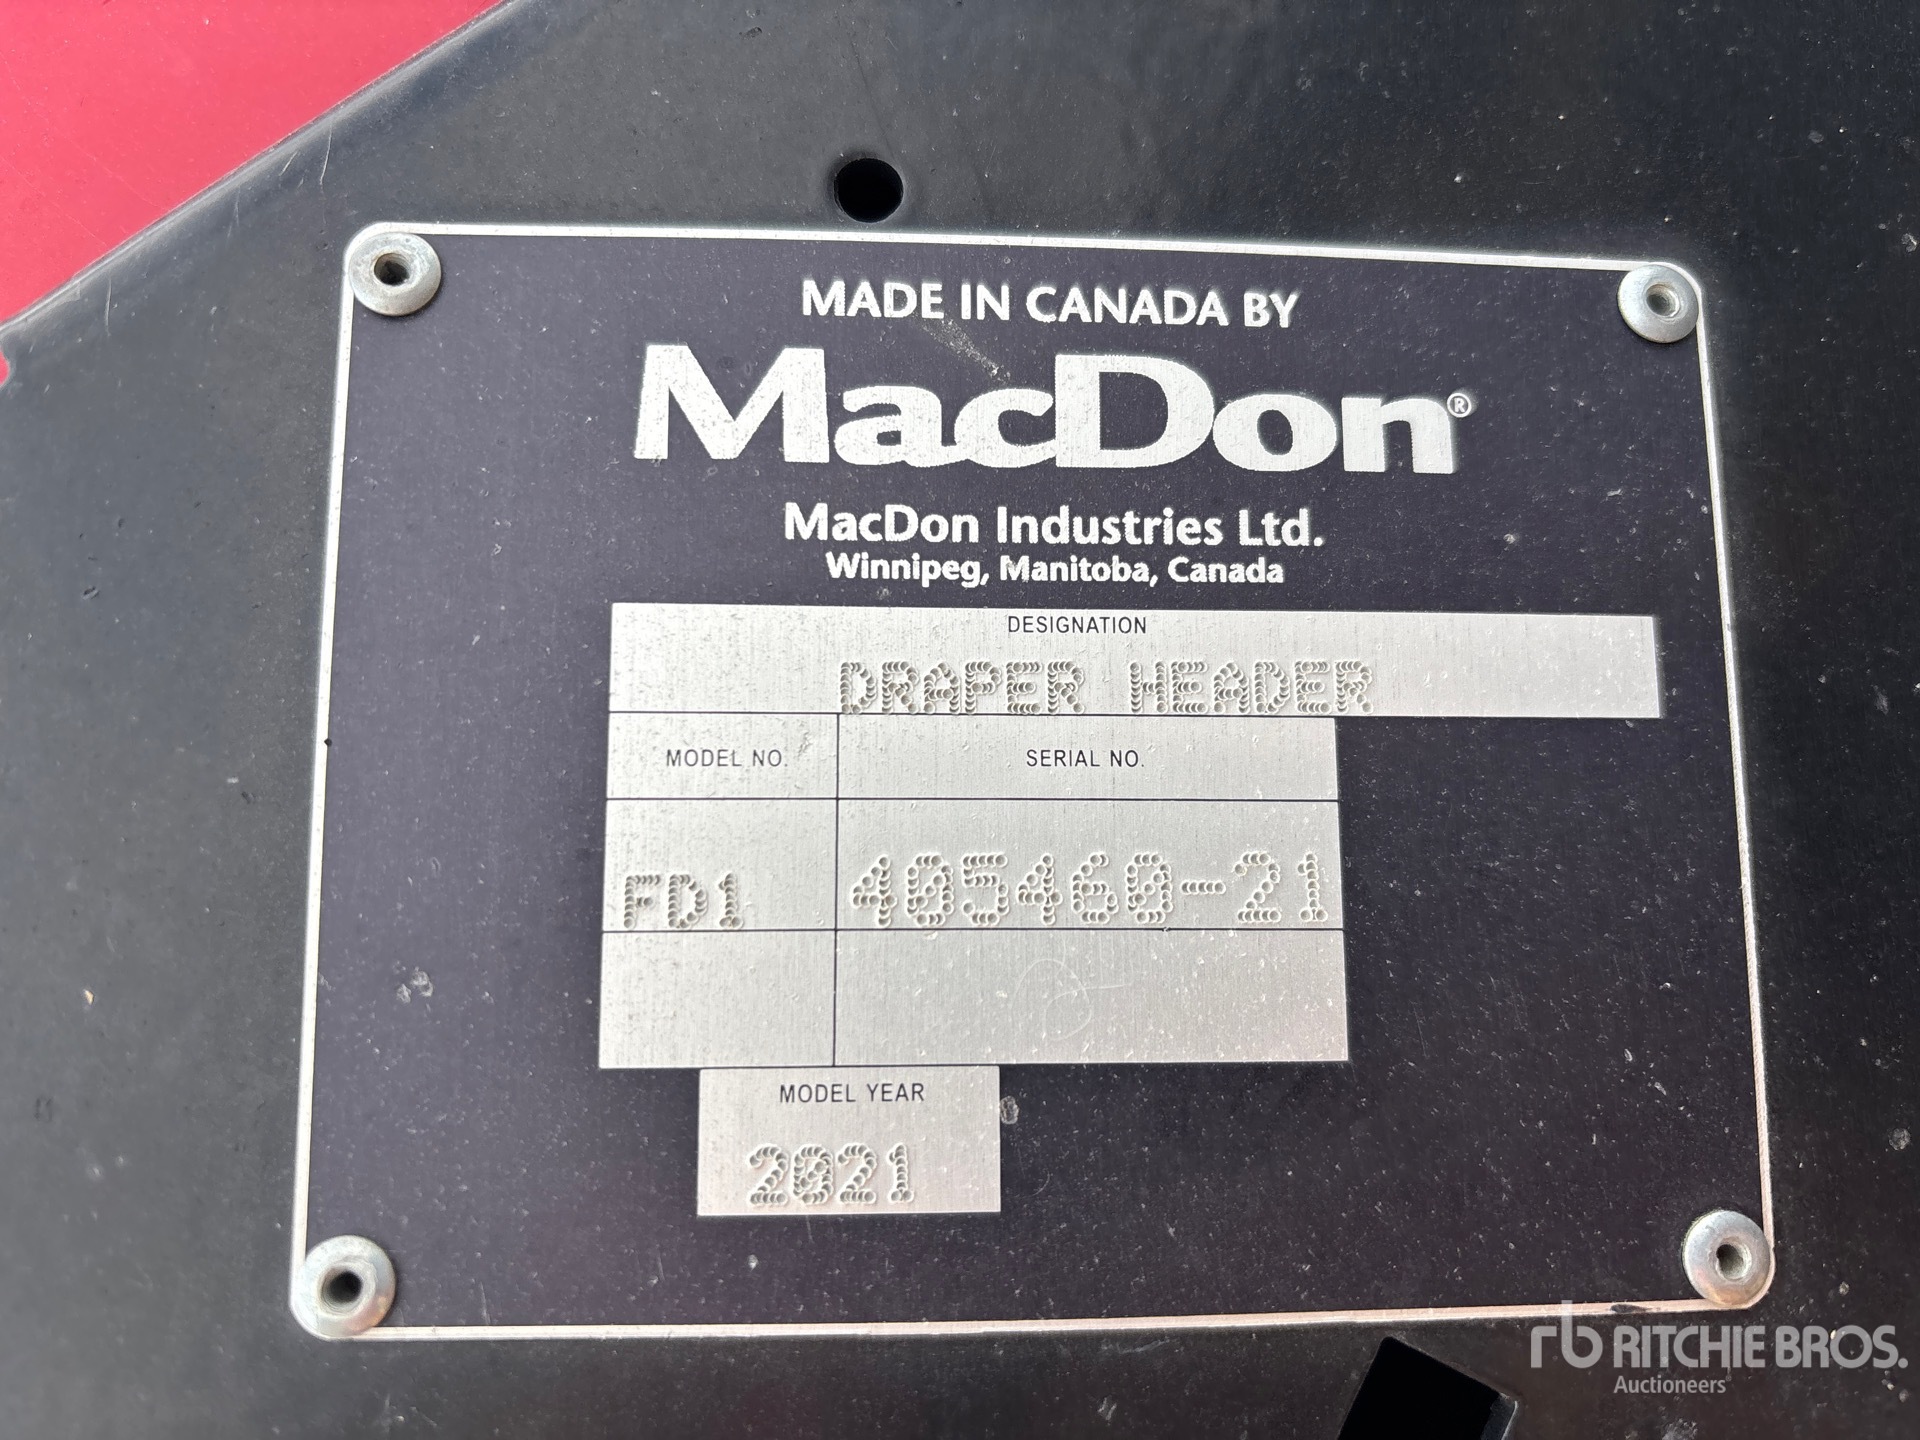 MADE IN CANADA BY
MacDon®
MacDon Industries Ltd.
Winnipeg, Manitoba, Canada
DESIGNATION
DRAPER HEADER
MODEL NO. SERIAL NO.
FD1 405460-21
MODEL YEAR
2021
rb RITCHIE BROS.
Auctioneers